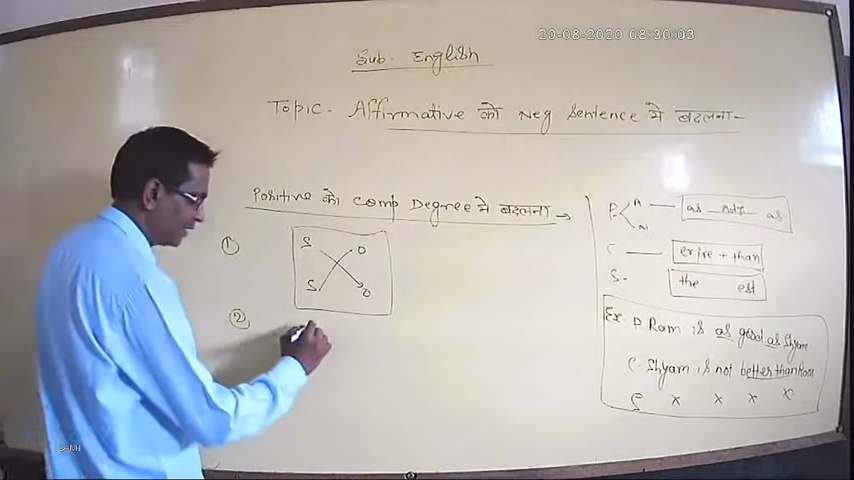 20-08-2020 08:30:03
Sub- English
Topic- Affirmative को Neg Sentence मे बदलना-
Positive को Comp Degree मे बदलना →
① S O
S O
②
P A — as - adj - as
N
C — er/re + than
S- the est
Ex. P. Ram is as good as Shyam
C- Shyam is not better than Ram
S x x x x
CAM1